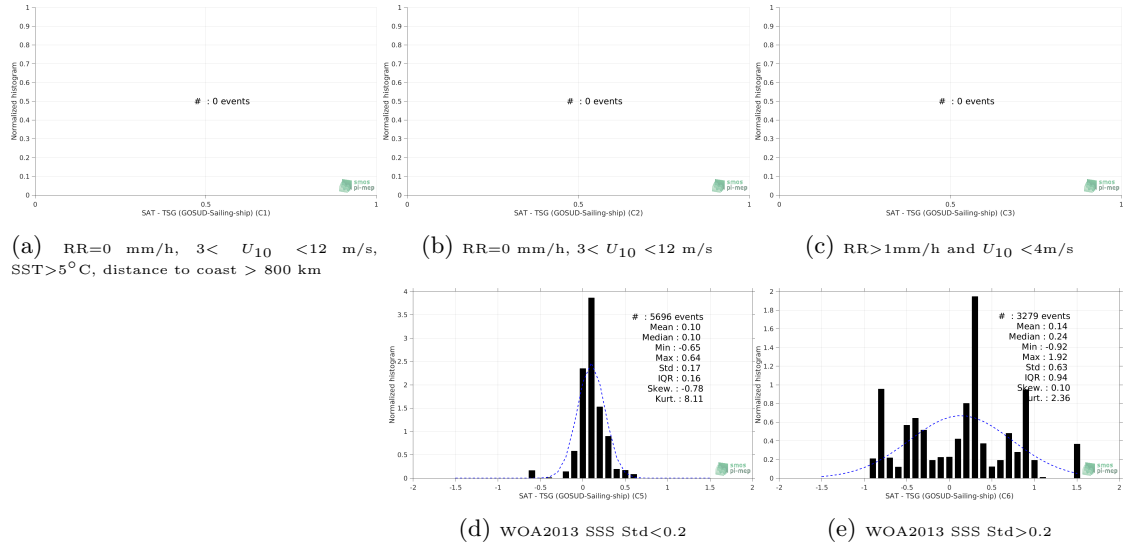 1
0.9
0.8
0.7
0.6
0.5
0.4
0.3
0.2
0.1
0
Normalized histogram
# : 0 events
smos
pi-mep
0 0.5 1
SAT - TSG (GOSUD-Sailing-ship) (C1)
1
0.9
0.8
0.7
0.6
0.5
0.4
0.3
0.2
0.1
0
Normalized histogram
# : 0 events
smos
pi-mep
0 0.5 1
SAT - TSG (GOSUD-Sailing-ship) (C2)
1
0.9
0.8
0.7
0.6
0.5
0.4
0.3
0.2
0.1
0
Normalized histogram
# : 0 events
smos
pi-mep
0 0.5 1
SAT - TSG (GOSUD-Sailing-ship) (C3)
(a) RR=0 mm/h, 3< U10 <12 m/s,
SST>5°C, distance to coast > 800 km
(b) RR=0 mm/h, 3< U10 <12 m/s
(c) RR>1mm/h and U10 <4m/s
4
3.5
3
2.5
2
1.5
1
0.5
0
Normalized histogram
# : 5696 events
Mean : 0.10
Median : 0.10
Min : -0.65
Max : 0.64
Std : 0.17
IQR : 0.16
Skew. : -0.78
Kurt. : 8.11
smos
pi-mep
-2 -1.5 -1 -0.5 0 0.5 1 1.5 2
SAT - TSG (GOSUD-Sailing-ship) (C5)
2
1.8
1.6
1.4
1.2
1
0.8
0.6
0.4
0.2
0
Normalized histogram
# : 3279 events
Mean : 0.14
Median : 0.24
Min : -0.92
Max : 1.92
Std : 0.63
IQR : 0.94
Skew. : 0.10
Kurt. : 2.36
smos
pi-mep
-2 -1.5 -1 -0.5 0 0.5 1 1.5 2
SAT - TSG (GOSUD-Sailing-ship) (C6)
(d) WOA2013 SSS Std<0.2
(e) WOA2013 SSS Std>0.2